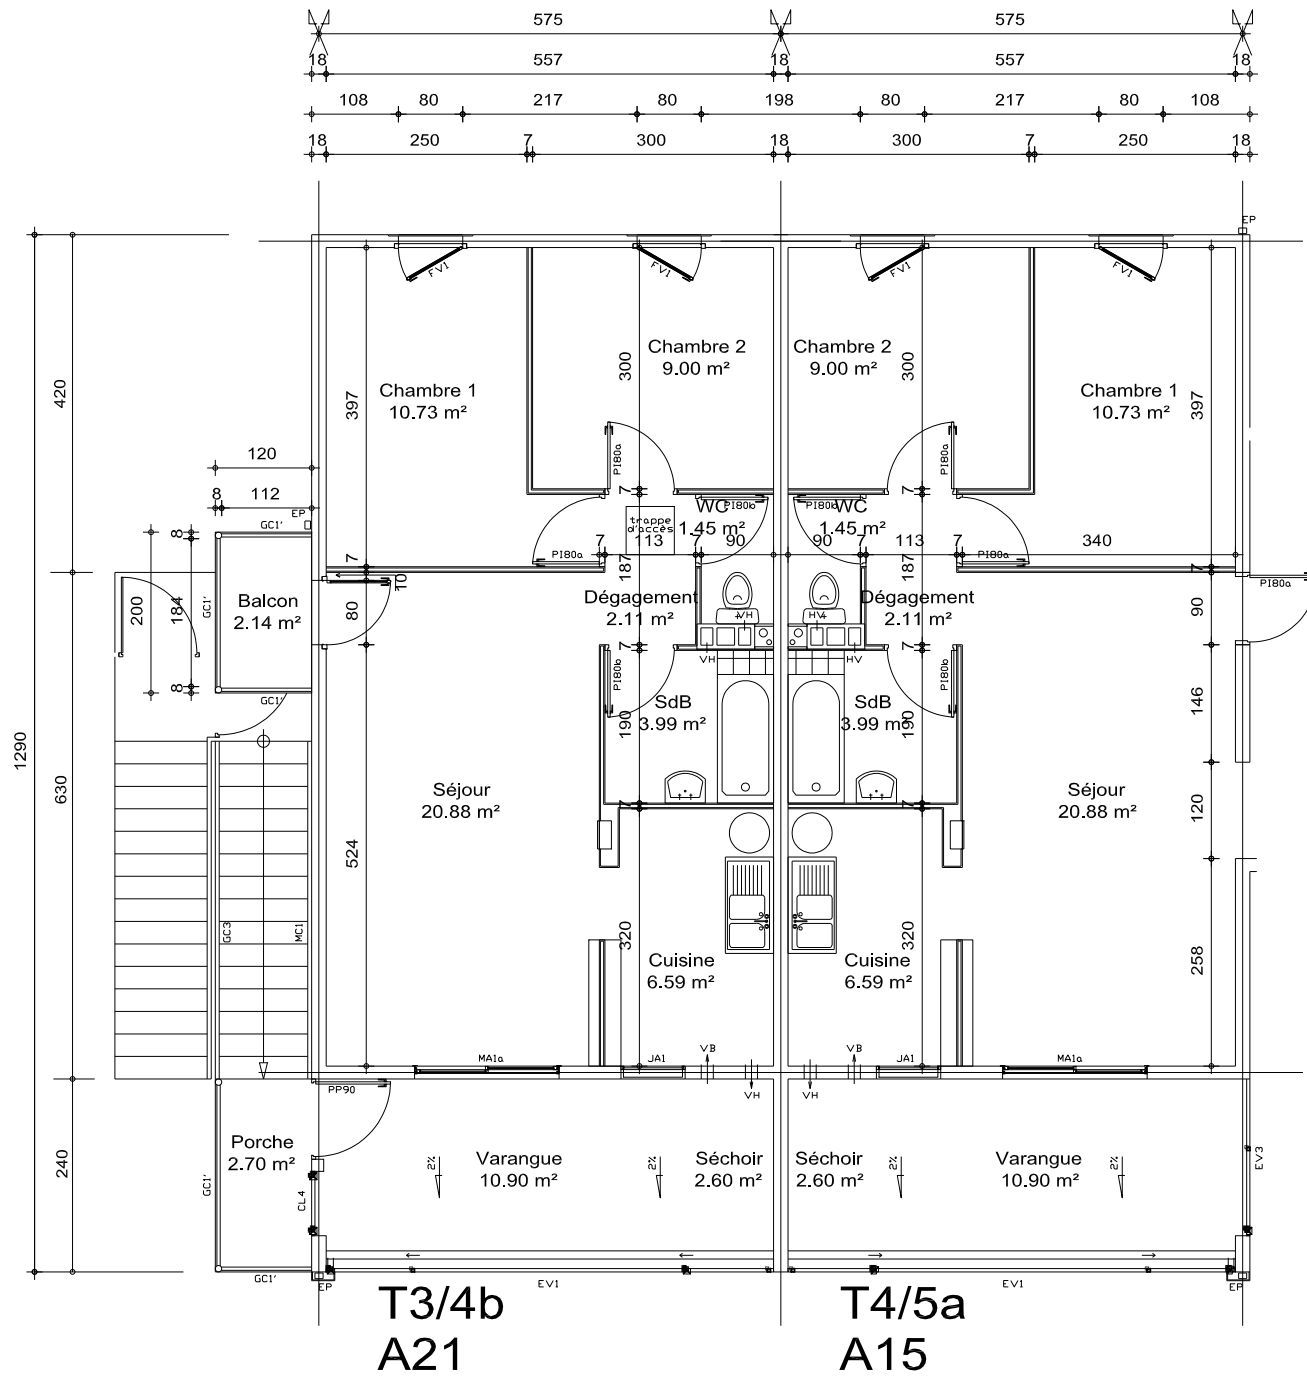 575 575
18 557 18 557 18
108 80 217 80 198 80 217 80 108
18 250 7 300 18 300 7 250 18
EP
FV1 FV1 FV1 FV1
Chambre 2
9.00 m²
Chambre 2
9.00 m²
Chambre 1
10.73 m²
Chambre 1
10.73 m²
397 300 300 397
420
120
8 112
EP
GC1'
PI80a PI80a
7 7
WC
1.45 m²
WC
1.45 m²
PI80b PI80b
trappe
d'accès
7 113 7 90 90 7 113 7 340
PI80a PI80a PI80a
8 184 8
200
7
80
187 187
7
90
GC1'
Balcon
2.14 m²
Dégagement
2.11 m²
Dégagement
2.11 m²
VH HV
VH HV
7 7
PI80b PI80b
GC1'
SdB
3.99 m²
SdB
3.99 m²
190 190
146
1290
630
Séjour
20.88 m²
Séjour
20.88 m²
7 7
120
524
GC3 MC1
320 320
258
Cuisine
6.59 m²
Cuisine
6.59 m²
MA1a JA1 VB VB JA1 MA1a
VH VH
PP90
Porche
2.70 m²
Varangue
10.90 m²
Séchoir
2.60 m²
Séchoir
2.60 m²
Varangue
10.90 m²
2% 2% 2% 2%
240
GC1'
CL4
EV3
GC1' EP EV1 EV1 EP
T3/4b T4/5a
A21 A15